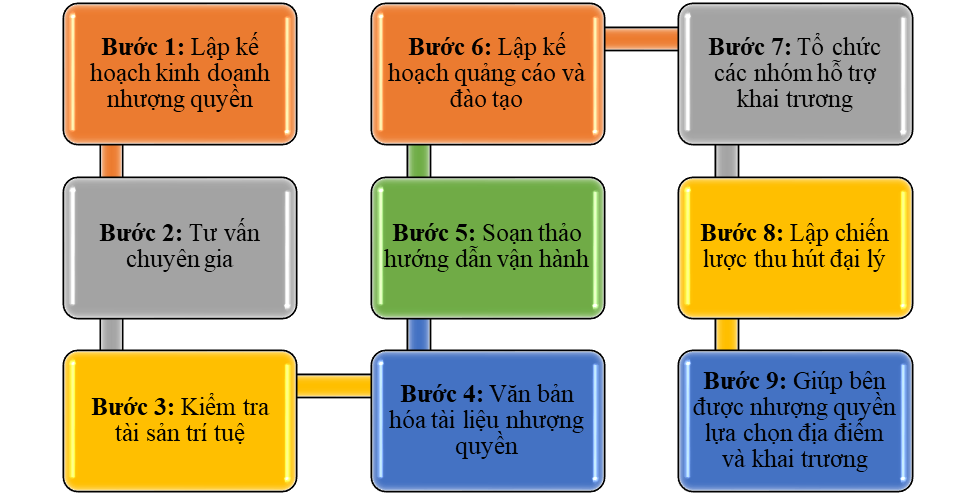 Bước 1: Lập kế
hoạch kinh doanh
nhượng quyền
Bước 2: Tư vấn
chuyên gia
Bước 3: Kiểm tra
tài sản trí tuệ
Bước 4: Văn bản
hóa tài liệu nhượng
quyền
Bước 5: Soạn thảo
hướng dẫn vận hành
Bước 6: Lập kế
hoạch quảng cáo và
đào tạo
Bước 7: Tổ chức
các nhóm hỗ trợ
khai trương
Bước 8: Lập chiến
lược thu hút đại lý
Bước 9: Giúp bên
được nhượng quyền
lựa chọn địa điểm
và khai trương